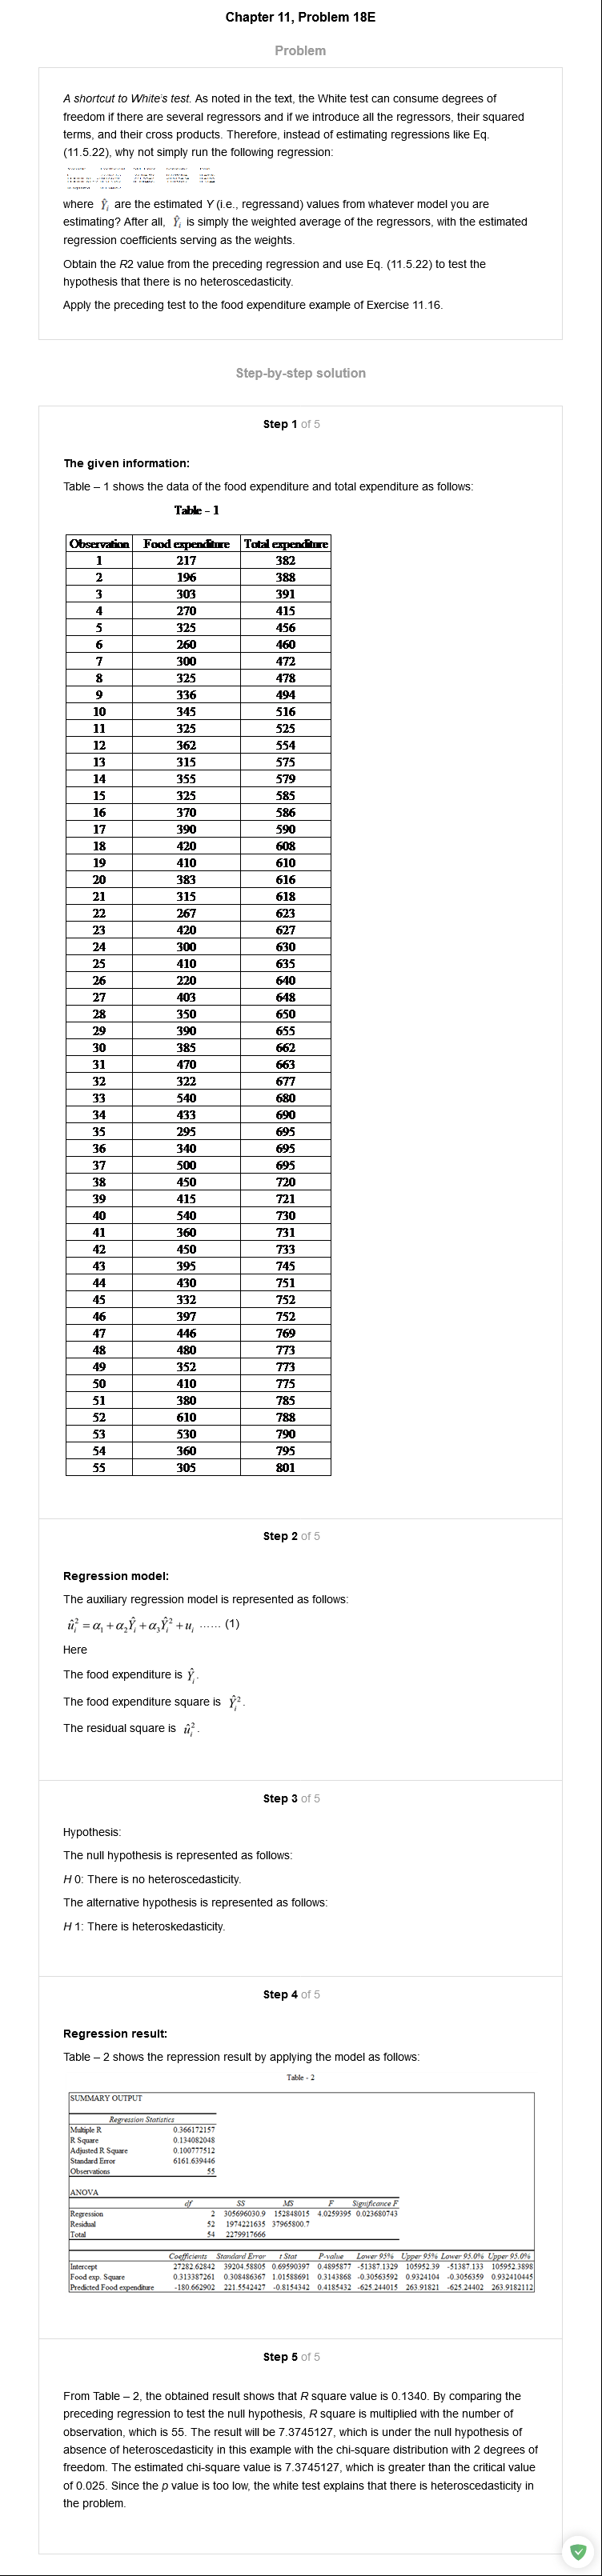 Chapter 11, Problem 18E
Problem
A shortcut to White's test. As noted in the text, the White test can consume degrees of
freedom if there are several regressors and if we introduce all the regressors, their squared
terms, and their cross products. Therefore, instead of estimating regressions like Eq.
(11.5.22), why not simply run the following regression:
where Ŷᵢ are the estimated Y (i.e., regressand) values from whatever model you are
estimating? After all, Ŷᵢ is simply the weighted average of the regressors, with the estimated
regression coefficients serving as the weights.
Obtain the R2 value from the preceding regression and use Eq. (11.5.22) to test the
hypothesis that there is no heteroscedasticity.
Apply the preceding test to the food expenditure example of Exercise 11.16.
Step-by-step solution
Step 1 of 5
The given information:
Table – 1 shows the data of the food expenditure and total expenditure as follows:
Table – 1
Observation Food expenditure Total expenditure
1 217 382
2 196 388
3 303 391
4 270 415
5 325 456
6 260 460
7 300 472
8 325 478
9 336 494
10 345 516
11 325 525
12 362 554
13 315 575
14 355 579
15 325 585
16 370 586
17 390 590
18 420 608
19 410 610
20 383 616
21 315 618
22 267 623
23 420 627
24 300 630
25 410 635
26 220 640
27 403 648
28 350 650
29 390 655
30 385 662
31 470 663
32 322 677
33 540 680
34 433 690
35 295 695
36 340 695
37 500 695
38 450 720
39 415 721
40 540 730
41 360 731
42 450 733
43 395 745
44 430 751
45 332 752
46 397 752
47 446 769
48 480 773
49 352 773
50 410 775
51 380 785
52 610 788
53 530 790
54 360 795
55 305 801
Step 2 of 5
Regression model:
The auxiliary regression model is represented as follows:
ûᵢ² = α₁ + α₂Ŷᵢ + α₃Ŷᵢ² + uᵢ ...... (1)
Here
The food expenditure is Ŷᵢ.
The food expenditure square is Ŷᵢ².
The residual square is ûᵢ².
Step 3 of 5
Hypothesis:
The null hypothesis is represented as follows:
H 0: There is no heteroscedasticity.
The alternative hypothesis is represented as follows:
H 1: There is heteroskedasticity.
Step 4 of 5
Regression result:
Table – 2 shows the repression result by applying the model as follows:
Table - 2
SUMMARY OUTPUT
Regression Statistics
Multiple R 0.366172157
R Square 0.134082048
Adjusted R Square 0.100777512
Standard Error 6161.639446
Observations 55
ANOVA
df SS MS F Significance F
Regression 2 305696030.9 152848015 4.0259395 0.023680743
Residual 52 1974221635 37965800.7
Total 54 2279917666
Coefficients Standard Error t Stat P-value Lower 95% Upper 95% Lower 95.0% Upper 95.0%
Intercept 27282.62842 39204.58805 0.69590397 0.4895877 -51387.1329 105952.39 -51387.133 105952.3898
Food exp. Square 0.313387261 0.308486367 1.01588691 0.3143868 -0.30563592 0.9324104 -0.3056359 0.932410445
Predicted Food expenditure -180.662902 221.5542427 -0.8154342 0.4185432 -625.244015 263.91821 -625.24402 263.9182112
Step 5 of 5
From Table – 2, the obtained result shows that R square value is 0.1340. By comparing the
preceding regression to test the null hypothesis, R square is multiplied with the number of
observation, which is 55. The result will be 7.3745127, which is under the null hypothesis of
absence of heteroscedasticity in this example with the chi-square distribution with 2 degrees of
freedom. The estimated chi-square value is 7.3745127, which is greater than the critical value
of 0.025. Since the p value is too low, the white test explains that there is heteroscedasticity in
the problem.